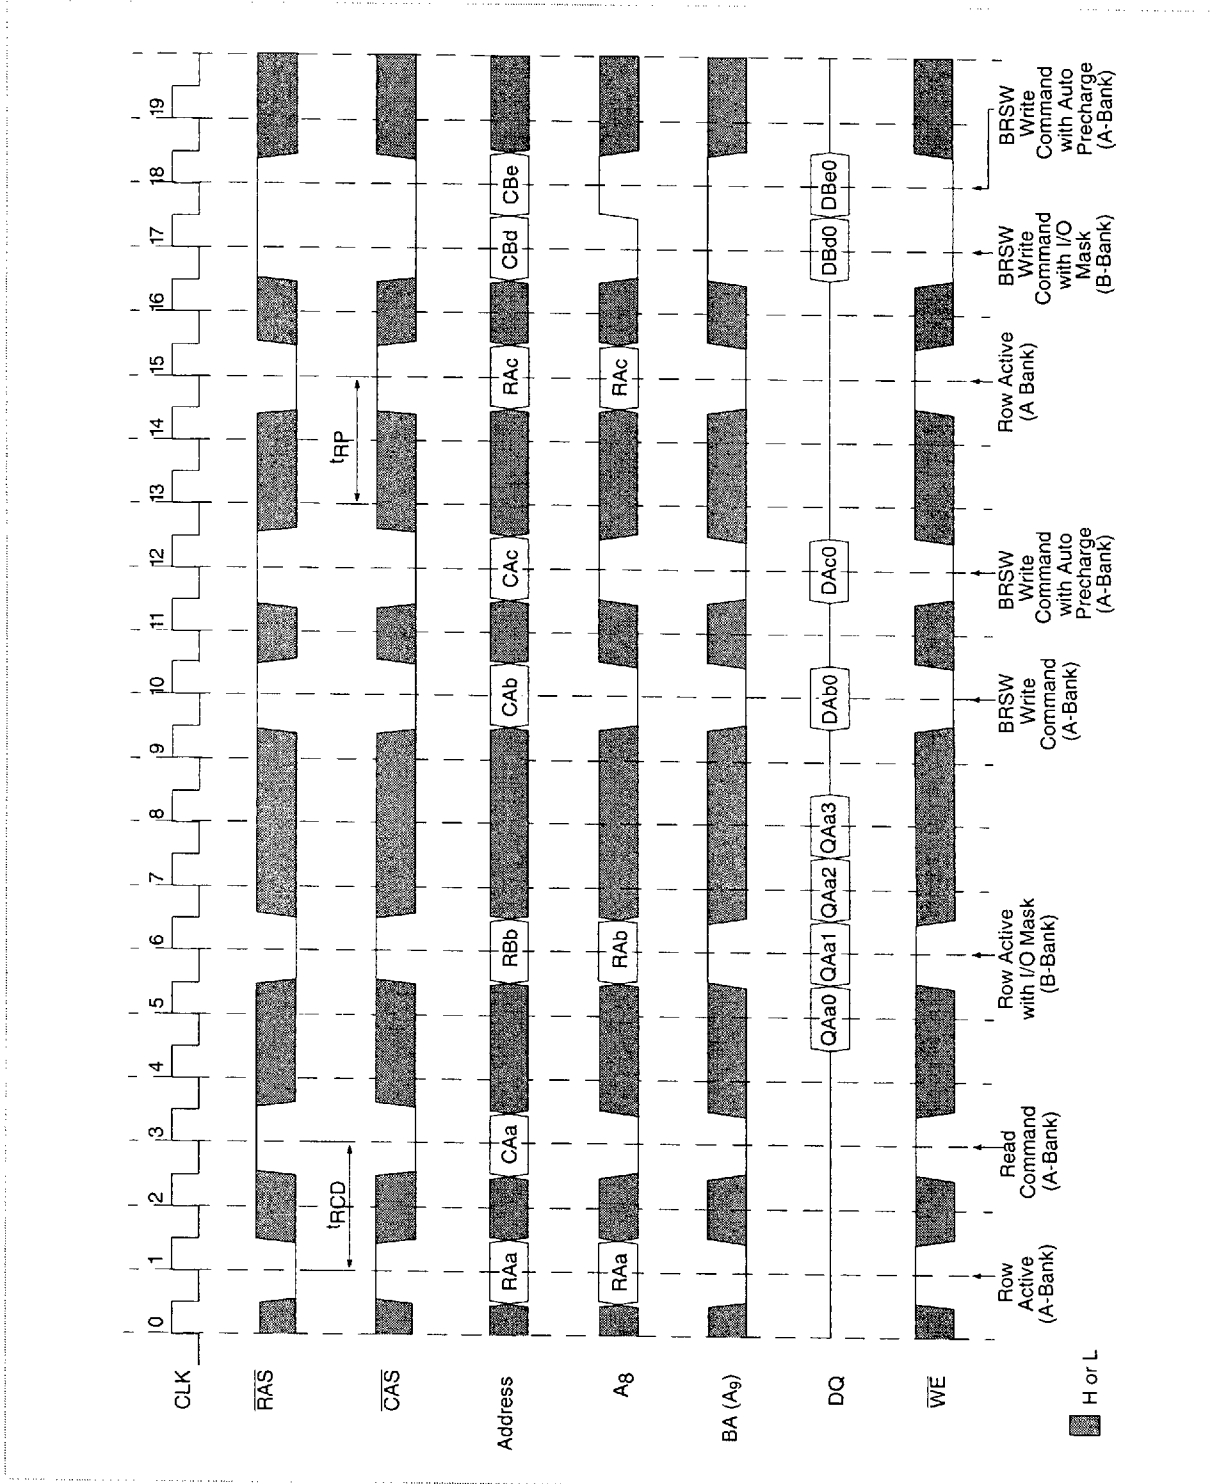 CLK
0 1 2 3 4 5 6 7 8 9 10 11 12 13 14 15 16 17 18 19
RAS
tRCD
tRP
CAS
Address
RAa CAa RBb CAb CAc RAc CBd CBe
A8
RAa RAb RAc
BA (A9)
DQ
QAa0 QAa1 QAa2 QAa3 DAb0 DAc0 DBd0 DBe0
WE
Row
Active
(A-Bank)
Read
Command
(A-Bank)
Row Active
with I/O Mask
(B-Bank)
BRSW
Write
Command
(A-Bank)
BRSW
Write
Command
with Auto
Precharge
(A-Bank)
Row Active
(A Bank)
BRSW
Write
Command
with I/O
Mask
(B-Bank)
BRSW
Write
Command
with Auto
Precharge
(A-Bank)
H or L